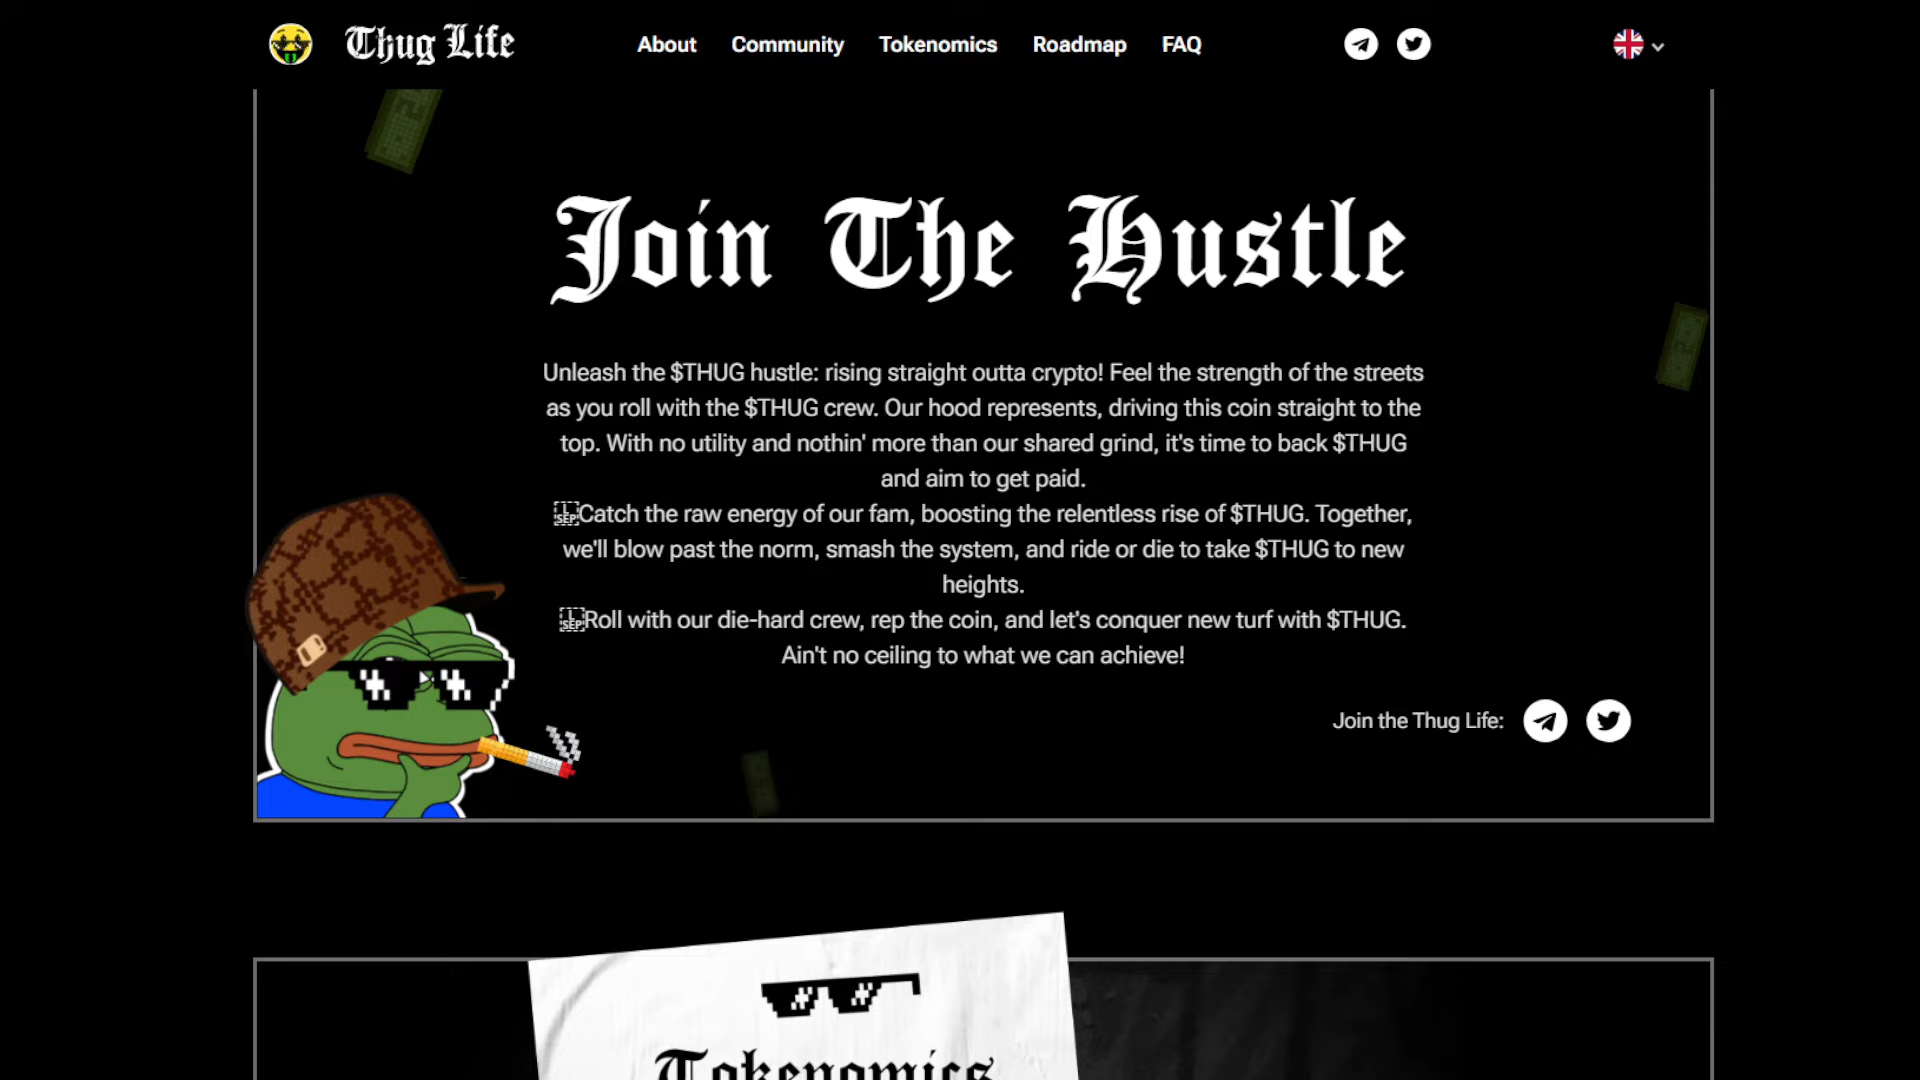 Thug Life
About Community Tokenomics Roadmap FAQ
Join The Hustle
Unleash the $THUG hustle: rising straight outta crypto! Feel the strength of the streets
as you roll with the $THUG crew. Our hood represents, driving this coin straight to the
top. With no utility and nothin' more than our shared grind, it's time to back $THUG
and aim to get paid.
Catch the raw energy of our fam, boosting the relentless rise of $THUG. Together,
we'll blow past the norm, smash the system, and ride or die to take $THUG to new
heights.
Roll with our die-hard crew, rep the coin, and let's conquer new turf with $THUG.
Ain't no ceiling to what we can achieve!
Join the Thug Life:
Tokenomics